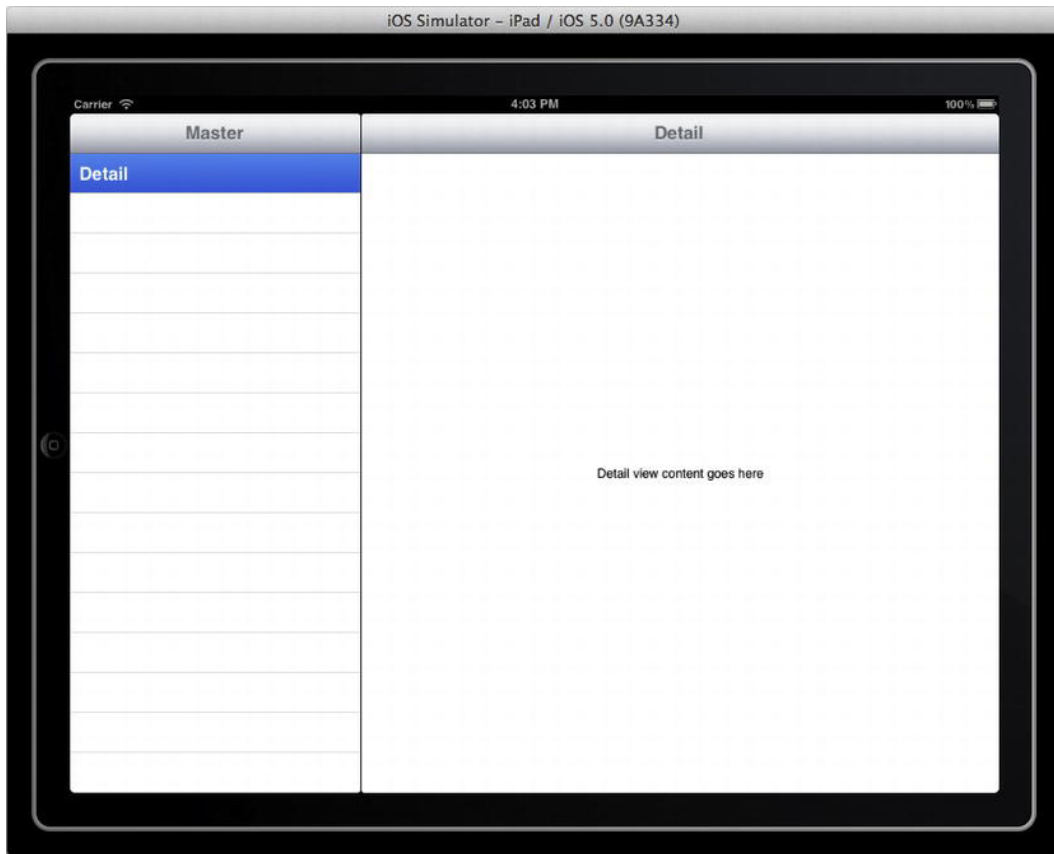 iOS Simulator – iPad / iOS 5.0 (9A334)
Carrier 4:03 PM 100%
Master Detail
Detail
Detail view content goes here